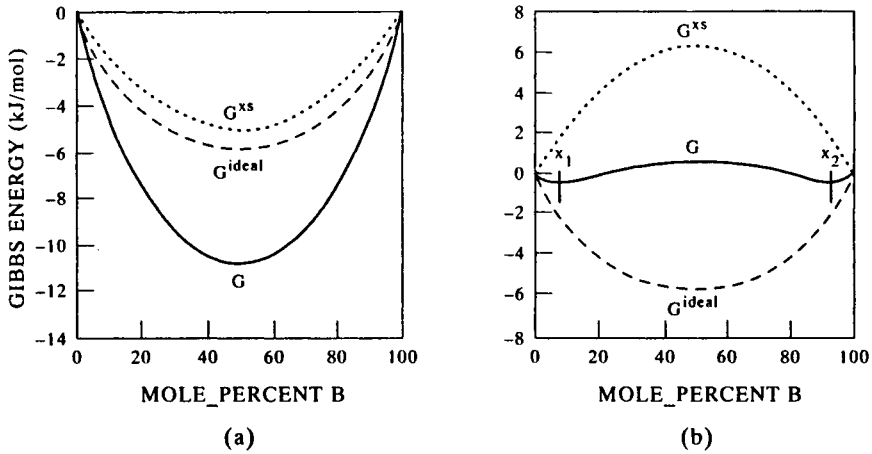 GIBBS ENERGY (kJ/mol)
0
-2
-4
-6
-8
-10
-12
-14
G^xs
G^ideal
G
0 20 40 60 80 100
MOLE_PERCENT B
(a)
8
6
4
2
0
-2
-4
-6
-8
G^xs
x_1
G
x_2
G^ideal
0 20 40 60 80 100
MOLE_PERCENT B
(b)